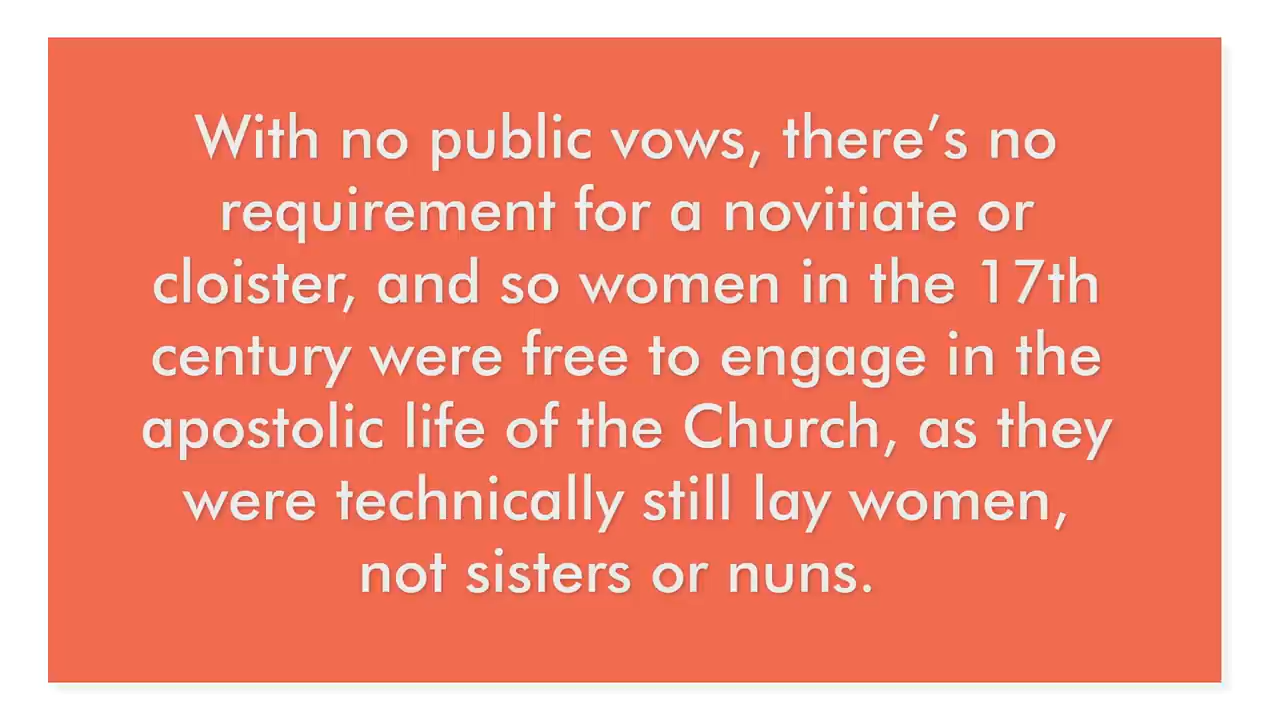 With no public vows, there’s no
requirement for a novitiate or
cloister, and so women in the 17th
century were free to engage in the
apostolic life of the Church, as they
were technically still lay women,
not sisters or nuns.